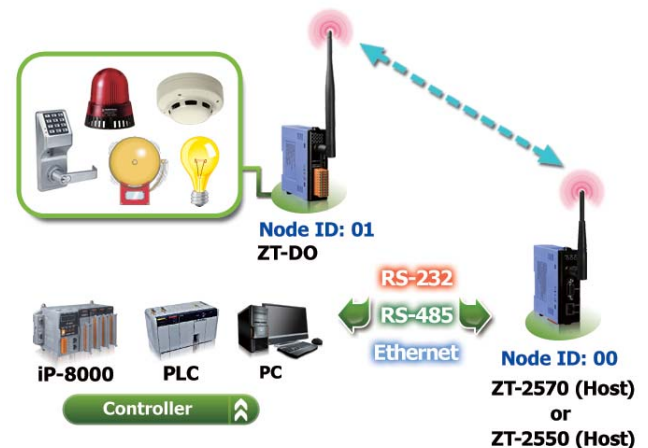 Node ID: 01
ZT-DO
RS-232
RS-485
Ethernet
iP-8000
PLC
PC
Controller
Node ID: 00
ZT-2570 (Host)
or
ZT-2550 (Host)